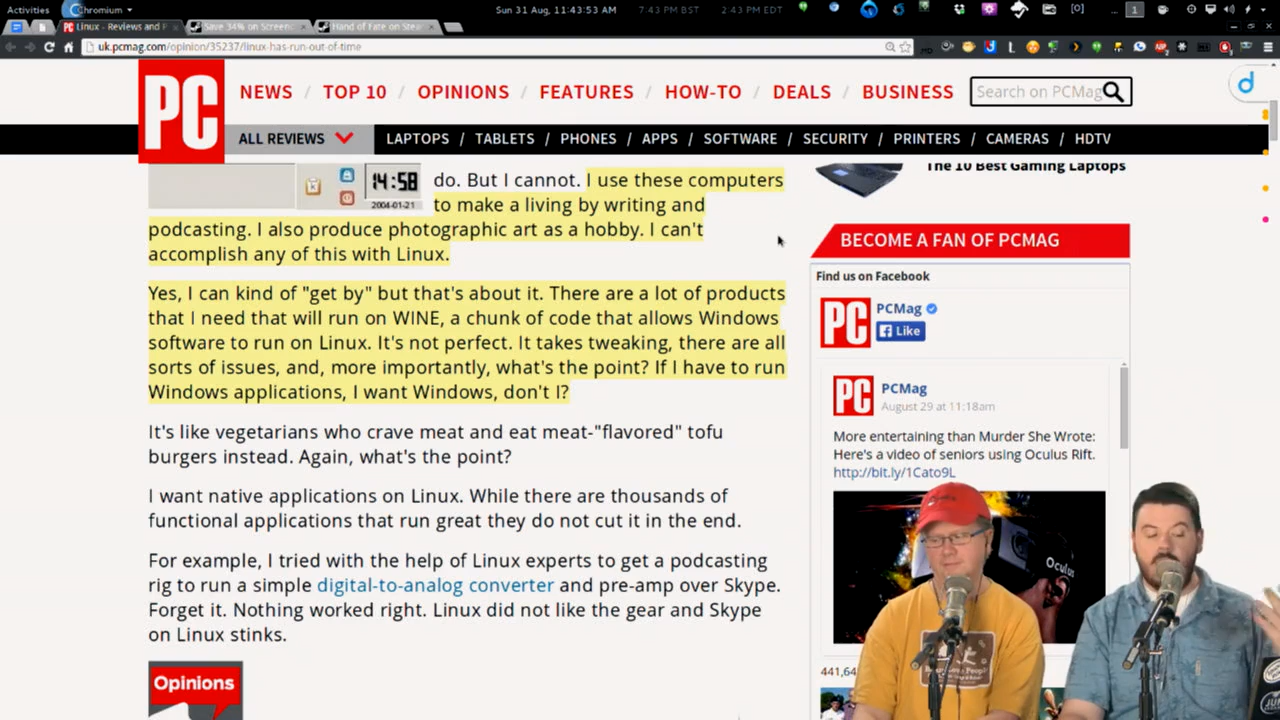 Activities
Chromium
Sun 31 Aug, 11:43:53 AM
7:43 PM BST
2:43 PM EDT
1
Linux - Reviews and P
Save 34% on Screenc
Hand of Fate on Stea
uk.pcmag.com/opinion/35237/linux-has-run-out-of-time
PC
NEWS / TOP 10 / OPINIONS / FEATURES / HOW-TO / DEALS / BUSINESS
Search on PCMag
ALL REVIEWS
LAPTOPS / TABLETS / PHONES / APPS / SOFTWARE / SECURITY / PRINTERS / CAMERAS / HDTV
14:58
2004-01-21
do. But I cannot. I use these computers
to make a living by writing and
podcasting. I also produce photographic art as a hobby. I can't
accomplish any of this with Linux.
Yes, I can kind of "get by" but that's about it. There are a lot of products
that I need that will run on WINE, a chunk of code that allows Windows
software to run on Linux. It's not perfect. It takes tweaking, there are all
sorts of issues, and, more importantly, what's the point? If I have to run
Windows applications, I want Windows, don't I?
It's like vegetarians who crave meat and eat meat-"flavored" tofu
burgers instead. Again, what's the point?
I want native applications on Linux. While there are thousands of
functional applications that run great they do not cut it in the end.
For example, I tried with the help of Linux experts to get a podcasting
rig to run a simple digital-to-analog converter and pre-amp over Skype.
Forget it. Nothing worked right. Linux did not like the gear and Skype
on Linux stinks.
Opinions
The 10 Best Gaming Laptops
BECOME A FAN OF PCMAG
Find us on Facebook
PC
PCMag
Like
PC
PCMag
August 29 at 11:18am
More entertaining than Murder She Wrote:
Here's a video of seniors using Oculus Rift.
http://bit.ly/1Cato9L
Oculus
441,64